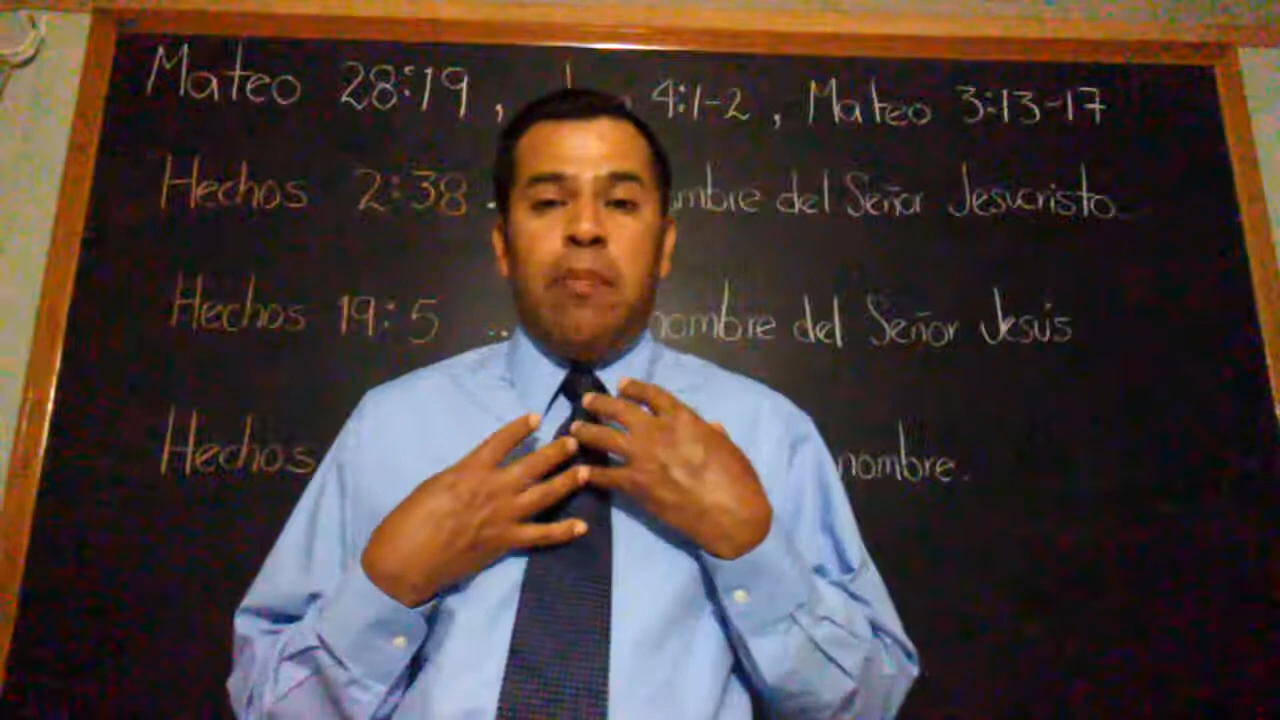 Mateo 28:19, 4:1-2, Mateo 3:13-17
Hechos 2:38 .mbre del Señor Jesucristo
Hechos 19:5 .. nombre del Señor Jesús
Hechos nombre.